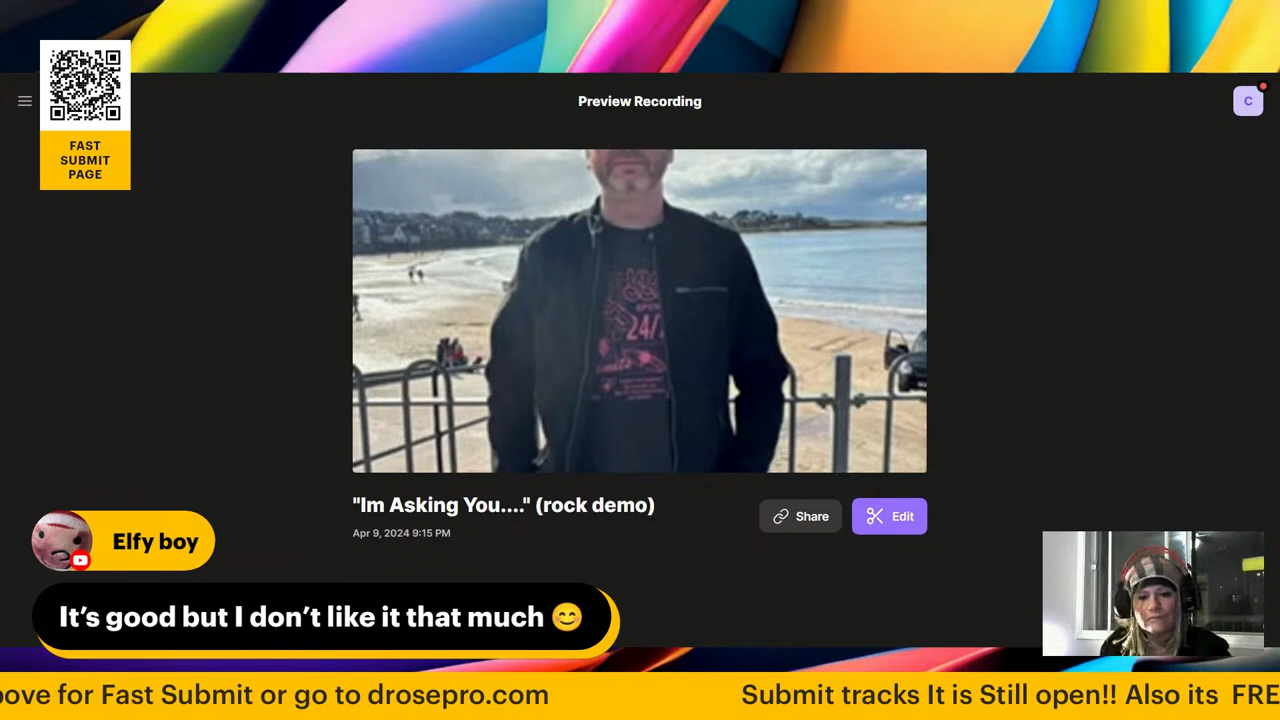 FAST
SUBMIT
PAGE
Preview Recording
C
24/
"Im Asking You...." (rock demo)
Apr 9, 2024 9:15 PM
Share
Edit
Elfy boy
It’s good but I don’t like it that much 😊
ove for Fast Submit or go to drosepro.com
Submit tracks It is Still open!! Also its FRE